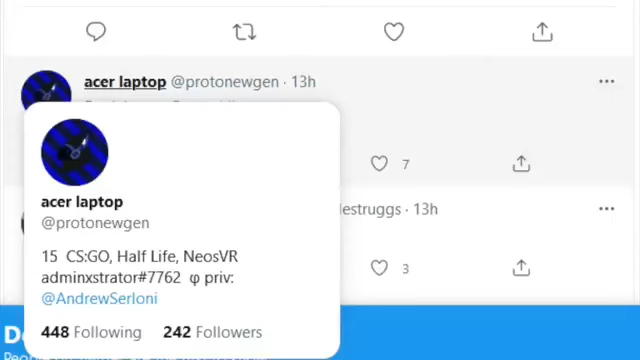 acer laptop @protonewgen · 13h
7
acer laptop
@protonewgen
lestruggs · 13h
15 CS:GO, Half Life, NeosVR
adminxstrator#7762 φ priv:
@AndrewSerloni
3
448 Following 242 Followers